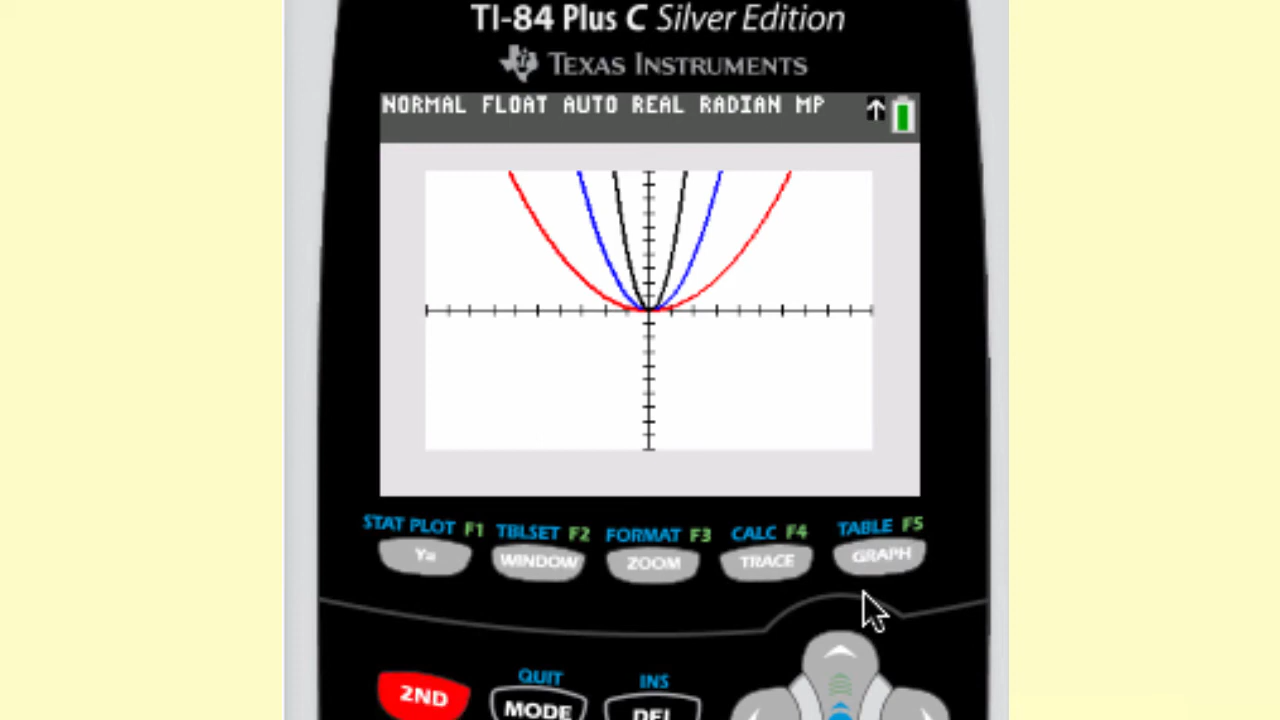 TI-84 Plus C Silver Edition
TEXAS INSTRUMENTS
NORMAL FLOAT AUTO REAL RADIAN MP
STAT PLOT F1 TBLSET F2 FORMAT F3 CALC F4 TABLE F5
Y= WINDOW ZOOM TRACE GRAPH
QUIT INS
2ND MODE DEL